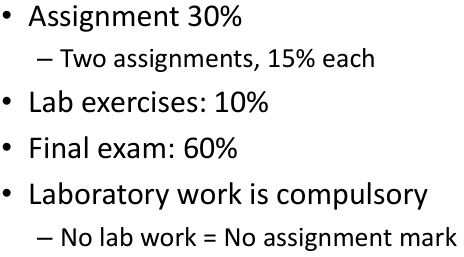 • Assignment 30%
– Two assignments, 15% each
• Lab exercises: 10%
• Final exam: 60%
• Laboratory work is compulsory
– No lab work = No assignment mark